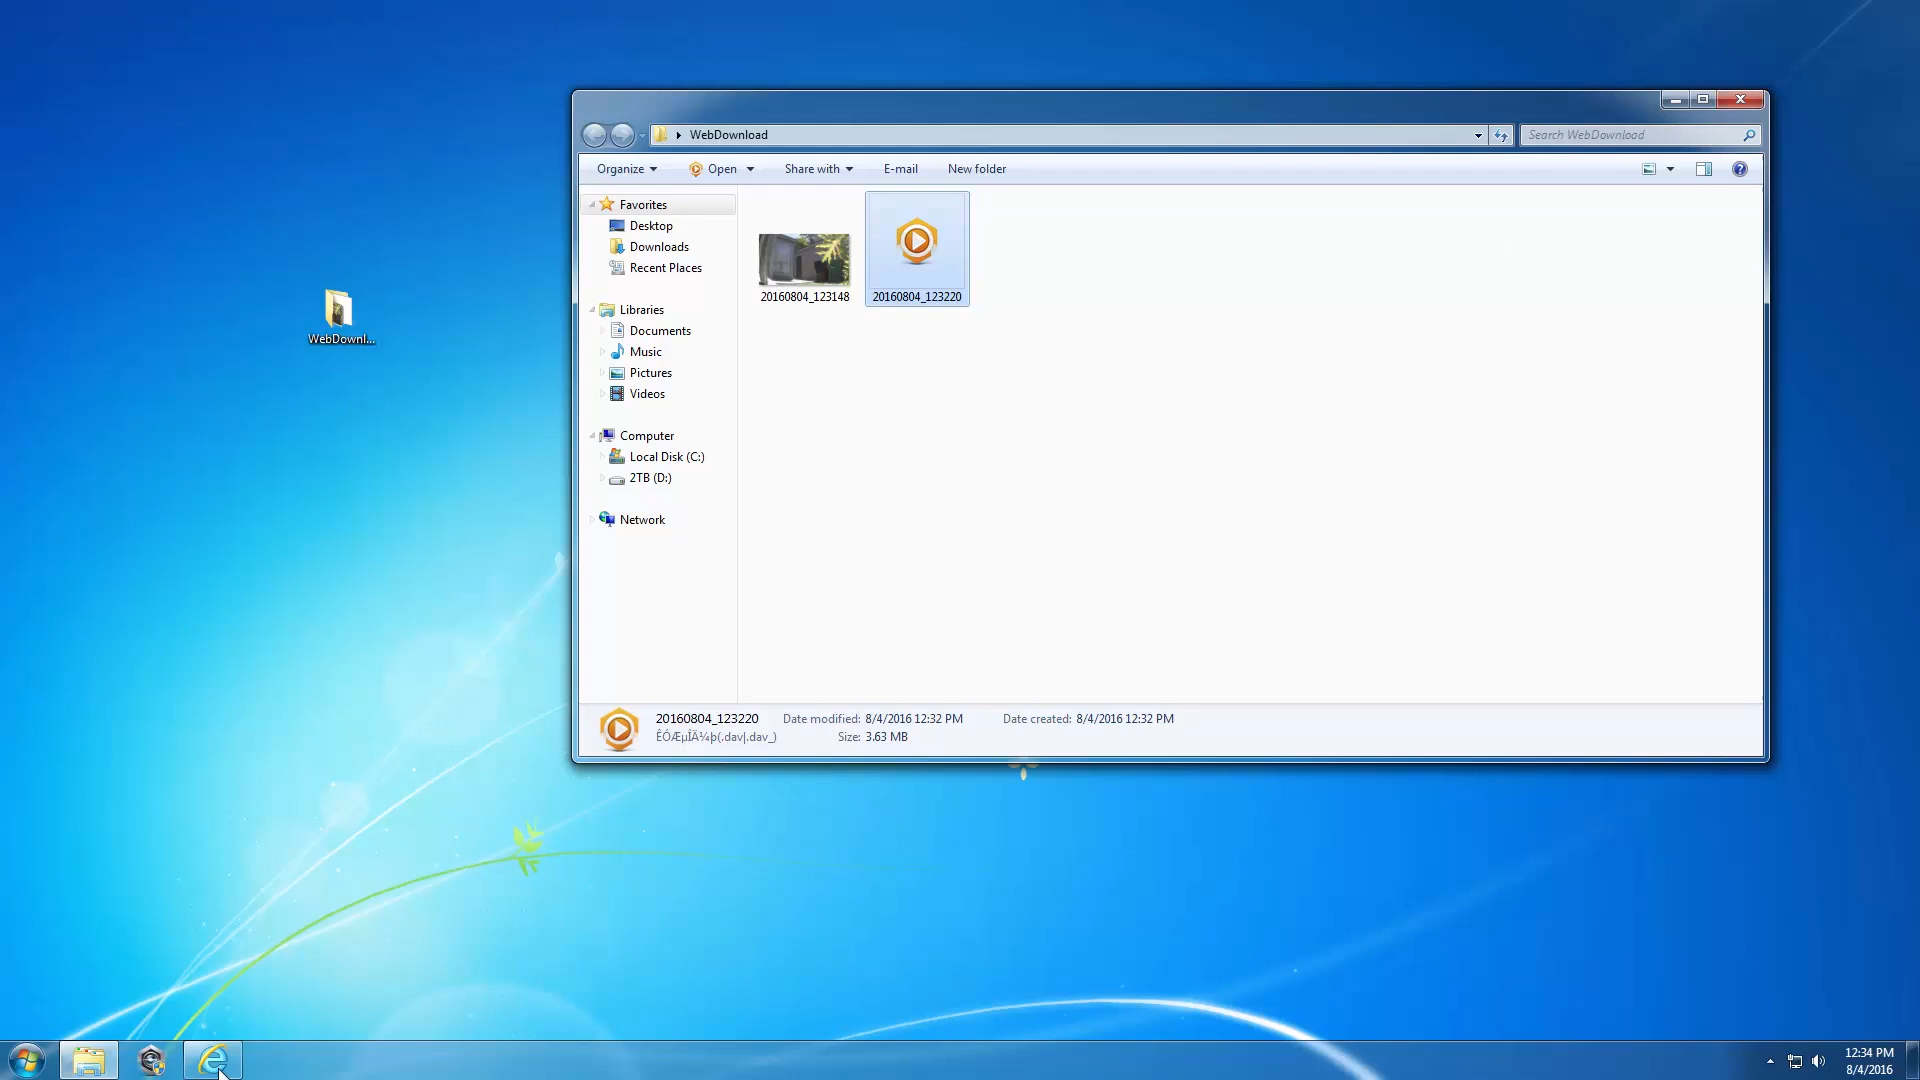 WebDownload
Search WebDownload
Organize
Open
Share with
E-mail
New folder
Favorites
Desktop
Downloads
Recent Places
Libraries
Documents
Music
Pictures
Videos
Computer
Local Disk (C:)
2TB (D:)
Network
20160804_123148
20160804_123220
WebDownl...
20160804_123220 Date modified: 8/4/2016 12:32 PM Date created: 8/4/2016 12:32 PM
ÊÓÆµÎÄ¼þ(.dav|.dav_) Size: 3.63 MB
12:34 PM
8/4/2016